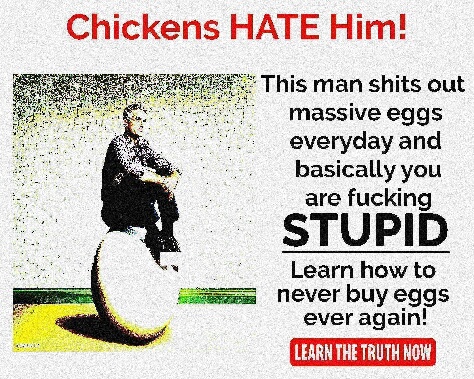 Chickens HATE Him!
This man shits out
massive eggs
everyday and
basically you
are fucking
STUPID
Learn how to
never buy eggs
ever again!
LEARN THE TRUTH NOW